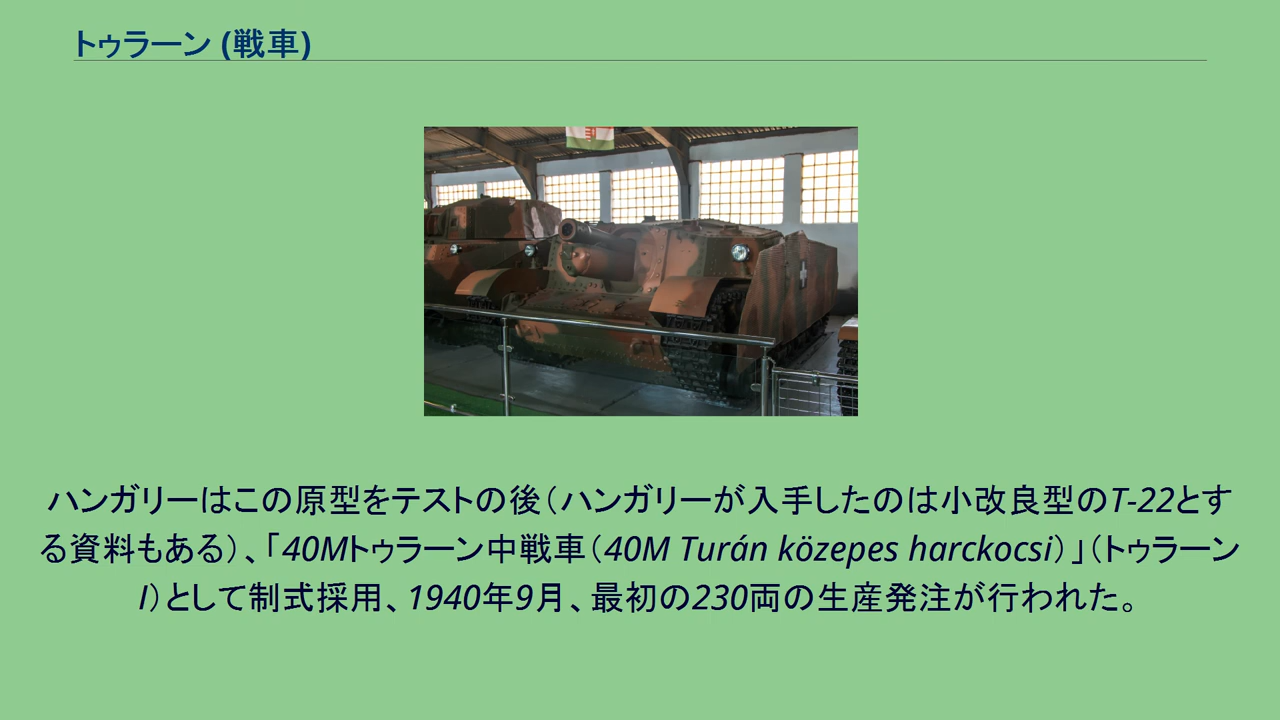 トゥラーン (戦車)
ハンガリーはこの原型をテストの後（ハンガリーが入手したのは小改良型のT-22とす
る資料もある）、「40Mトゥラーン中戦車（40M Turán közepes harckocsi）」（トゥラーン
I）として制式採用、1940年9月、最初の230両の生産発注が行われた。